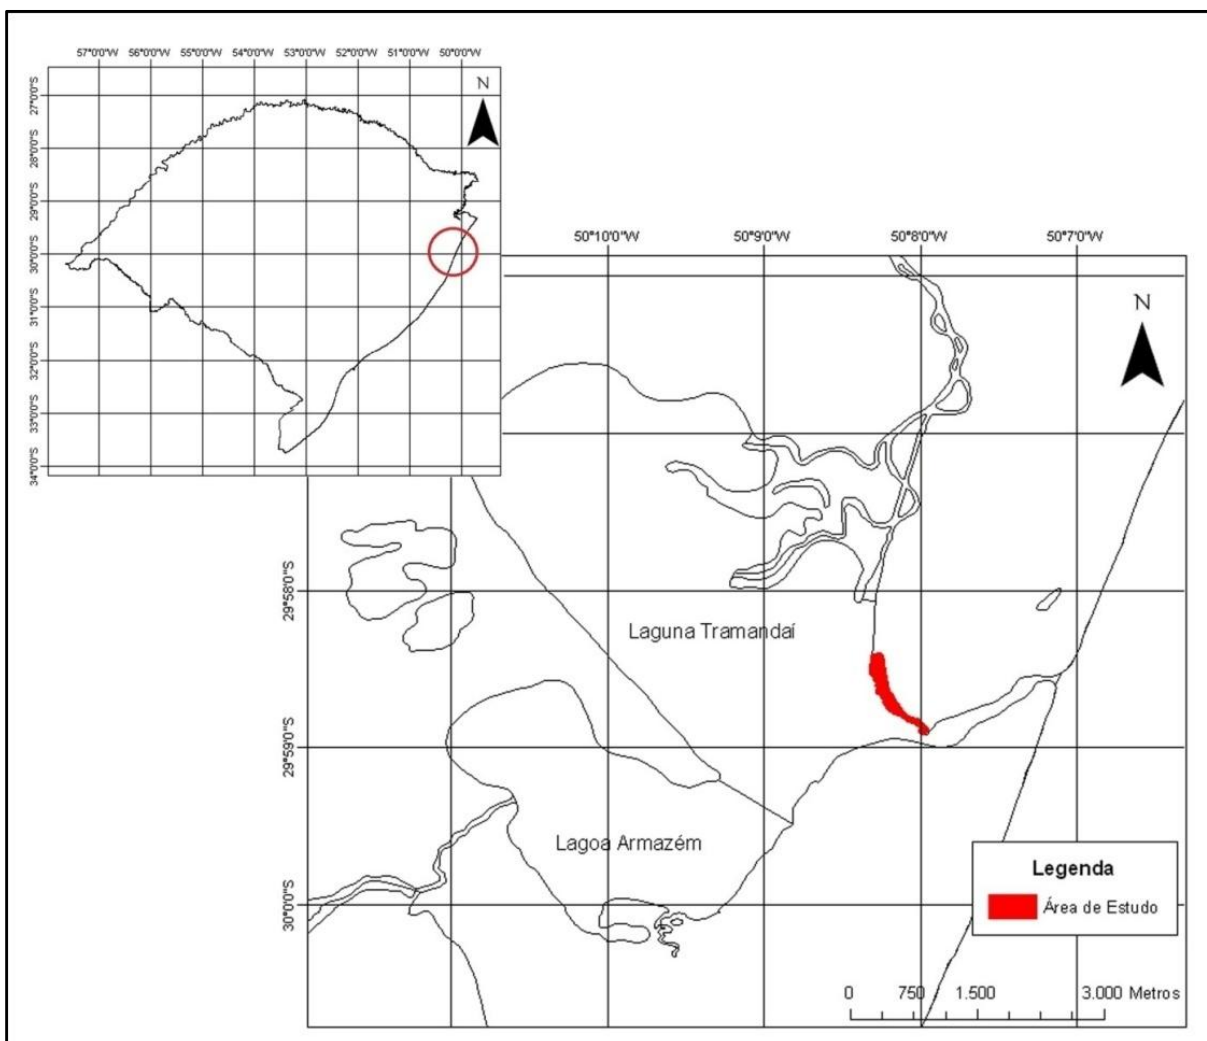 57°0'0"W 56°0'0"W 55°0'0"W 54°0'0"W 53°0'0"W 52°0'0"W 51°0'0"W 50°0'0"W
N
27°0'0"S
28°0'0"S
29°0'0"S
30°0'0"S
31°0'0"S
32°0'0"S
33°0'0"S
34°0'0"S
50°10'0"W 50°9'0"W 50°8'0"W 50°7'0"W
N
29°58'0"S
Laguna Tramandaí
29°59'0"S
Lagoa Armazém
30°0'0"S
Legenda
Área de Estudo
0 750 1.500 3.000 Metros